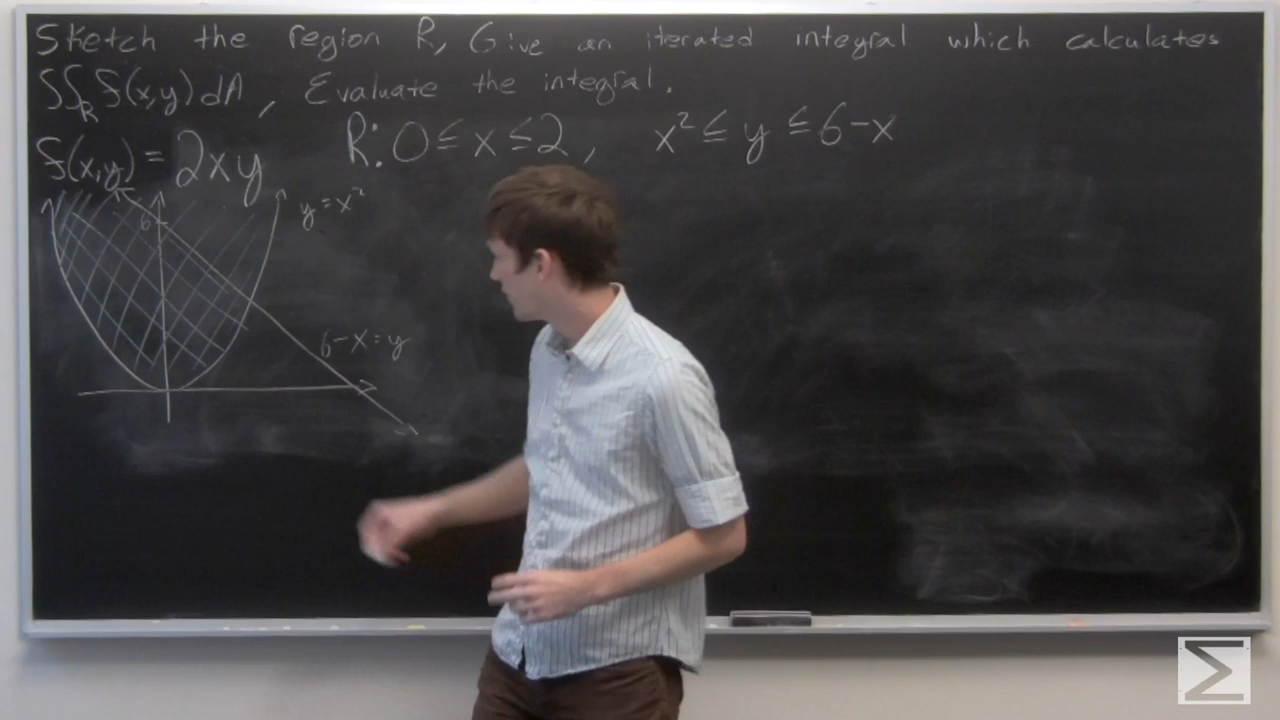 Sketch the region R, Give an iterated integral which calculates
∫∫_R f(x,y) dA, Evaluate the integral.
f(x,y) = 2xy R: 0 ≤ x ≤ 2, x² ≤ y ≤ 6-x
y = x²
6
6-x=y
Σ